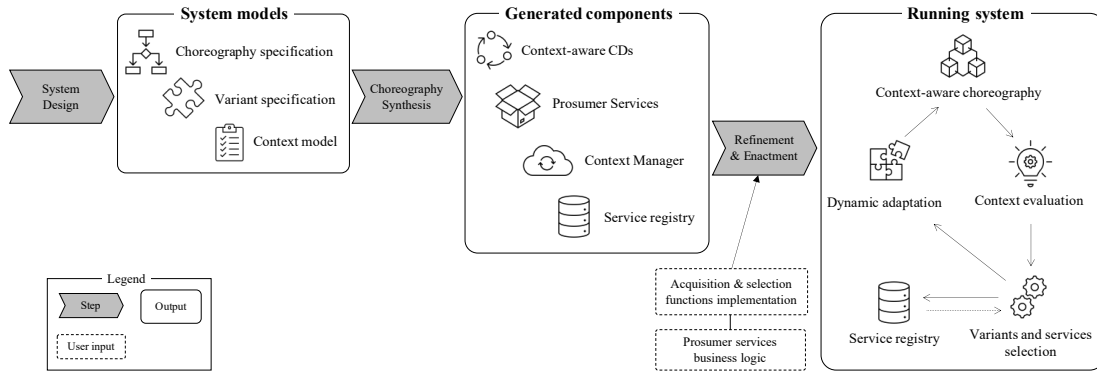 System
Design
System models
Choreography specification
Variant specification
Context model
Choreography
Synthesis
Generated components
Context-aware CDs
Prosumer Services
Context Manager
Service registry
Refinement
& Enactment
Acquisition & selection
functions implementation
Prosumer services
business logic
Running system
Context-aware choreography
Dynamic adaptation
Context evaluation
Service registry
Variants and services
selection
Legend
Step
Output
User input